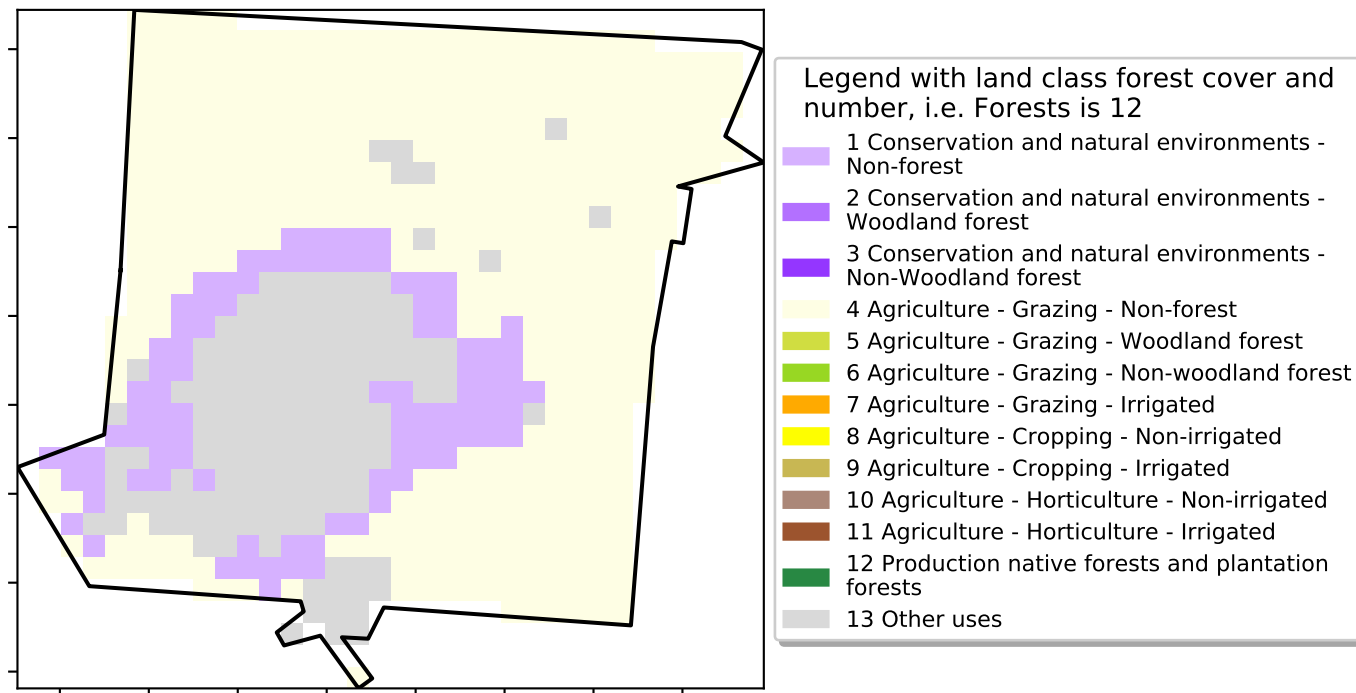 Legend with land class forest cover and
number, i.e. Forests is 12
1 Conservation and natural environments -
Non-forest
2 Conservation and natural environments -
Woodland forest
3 Conservation and natural environments -
Non-Woodland forest
4 Agriculture - Grazing - Non-forest
5 Agriculture - Grazing - Woodland forest
6 Agriculture - Grazing - Non-woodland forest
7 Agriculture - Grazing - Irrigated
8 Agriculture - Cropping - Non-irrigated
9 Agriculture - Cropping - Irrigated
10 Agriculture - Horticulture - Non-irrigated
11 Agriculture - Horticulture - Irrigated
12 Production native forests and plantation
forests
13 Other uses